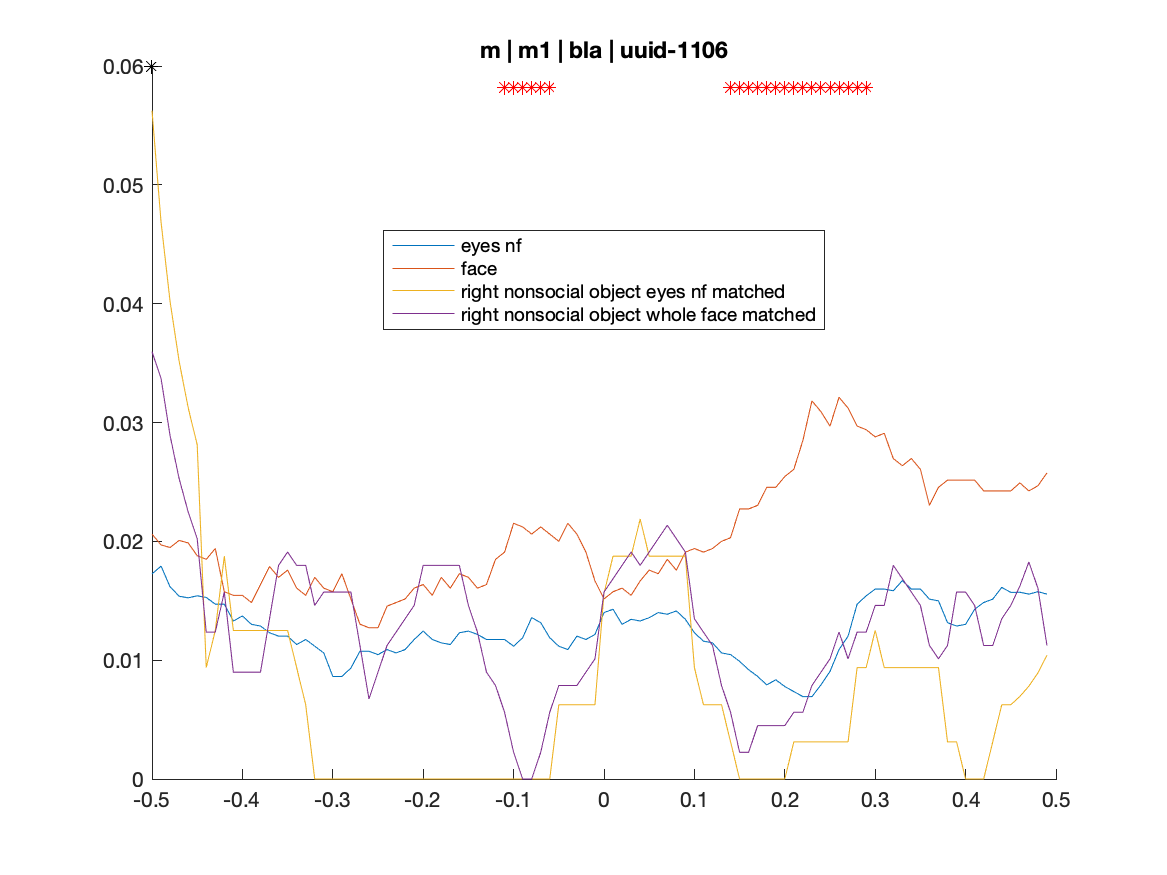 m | m1 | bla | uuid-1106
0.06
0.05
0.04
0.03
0.02
0.01
0
eyes nf
face
right nonsocial object eyes nf matched
right nonsocial object whole face matched
-0.5 -0.4 -0.3 -0.2 -0.1 0 0.1 0.2 0.3 0.4 0.5